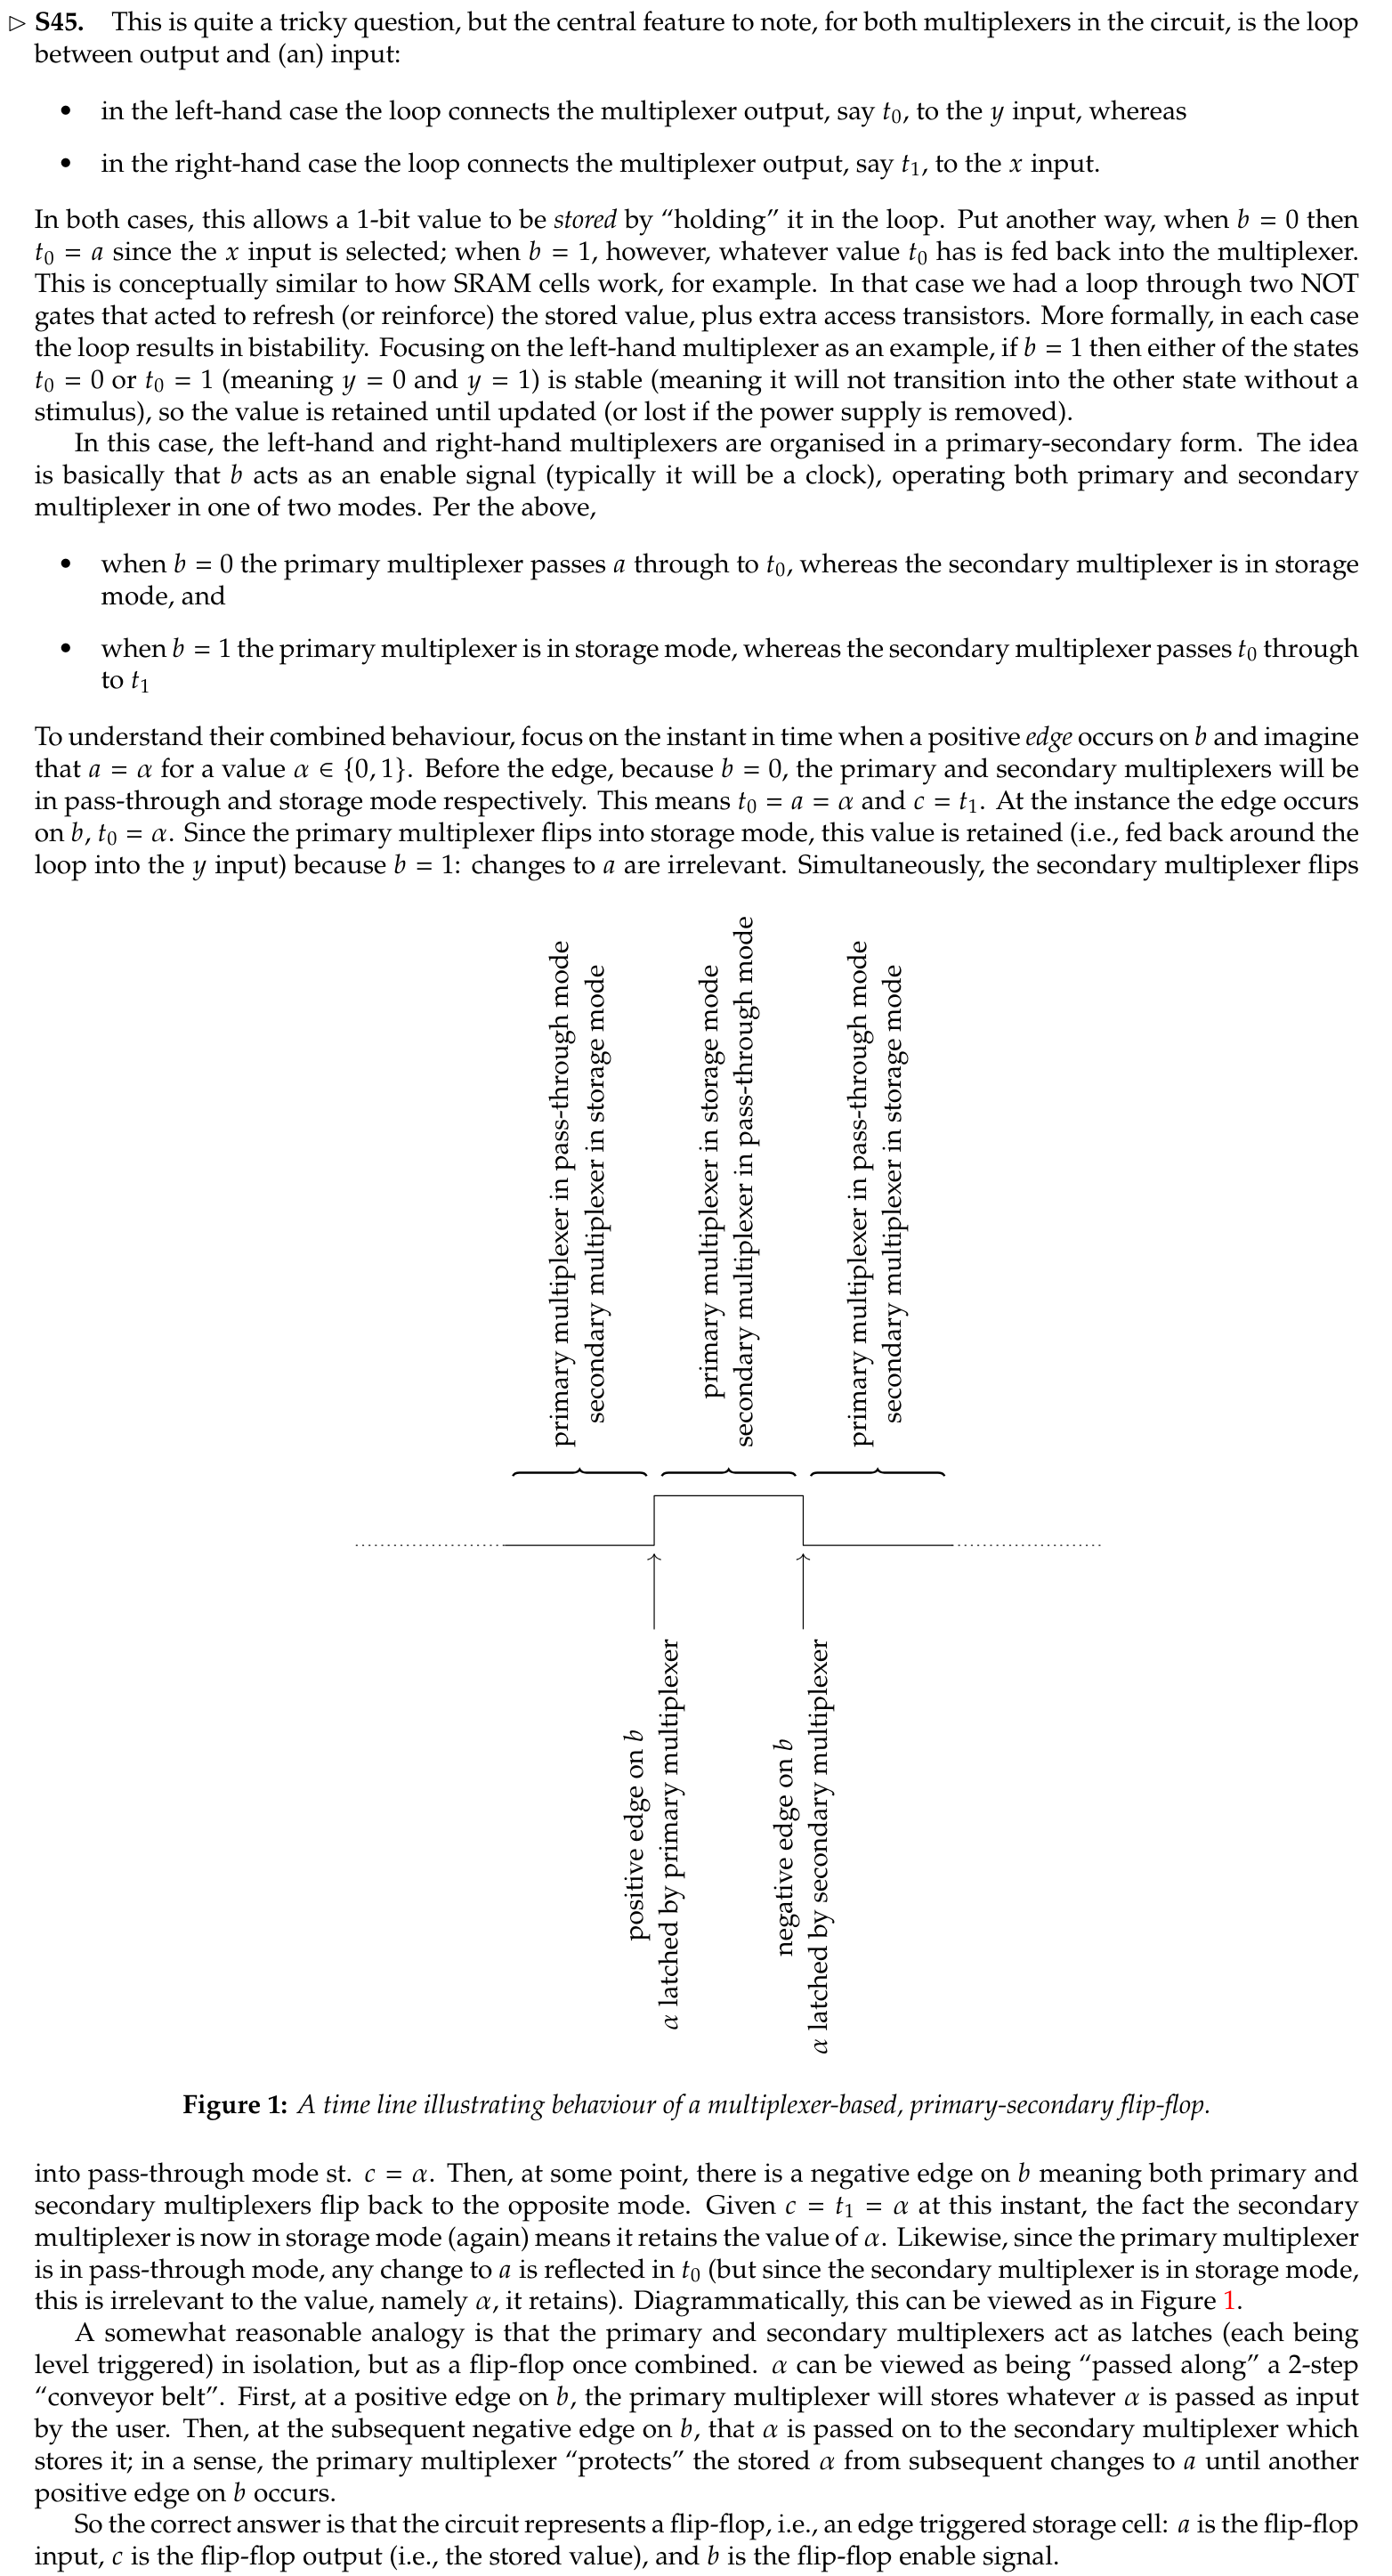 ▷ S45. This is quite a tricky question, but the central feature to note, for both multiplexers in the circuit, is the loop
between output and (an) input:
• in the left-hand case the loop connects the multiplexer output, say t₀, to the y input, whereas
• in the right-hand case the loop connects the multiplexer output, say t₁, to the x input.
In both cases, this allows a 1-bit value to be stored by “holding” it in the loop. Put another way, when b = 0 then
t₀ = a since the x input is selected; when b = 1, however, whatever value t₀ has is fed back into the multiplexer.
This is conceptually similar to how SRAM cells work, for example. In that case we had a loop through two NOT
gates that acted to refresh (or reinforce) the stored value, plus extra access transistors. More formally, in each case
the loop results in bistability. Focusing on the left-hand multiplexer as an example, if b = 1 then either of the states
t₀ = 0 or t₀ = 1 (meaning y = 0 and y = 1) is stable (meaning it will not transition into the other state without a
stimulus), so the value is retained until updated (or lost if the power supply is removed).
In this case, the left-hand and right-hand multiplexers are organised in a primary-secondary form. The idea
is basically that b acts as an enable signal (typically it will be a clock), operating both primary and secondary
multiplexer in one of two modes. Per the above,
• when b = 0 the primary multiplexer passes a through to t₀, whereas the secondary multiplexer is in storage
mode, and
• when b = 1 the primary multiplexer is in storage mode, whereas the secondary multiplexer passes t₀ through
to t₁
To understand their combined behaviour, focus on the instant in time when a positive edge occurs on b and imagine
that a = α for a value α ∈ {0, 1}. Before the edge, because b = 0, the primary and secondary multiplexers will be
in pass-through and storage mode respectively. This means t₀ = a = α and c = t₁. At the instance the edge occurs
on b, t₀ = α. Since the primary multiplexer flips into storage mode, this value is retained (i.e., fed back around the
loop into the y input) because b = 1: changes to a are irrelevant. Simultaneously, the secondary multiplexer flips
primary multiplexer in pass-through mode
secondary multiplexer in storage mode
primary multiplexer in storage mode
secondary multiplexer in pass-through mode
primary multiplexer in pass-through mode
secondary multiplexer in storage mode
positive edge on b
α latched by primary multiplexer
negative edge on b
α latched by secondary multiplexer
Figure 1: A time line illustrating behaviour of a multiplexer-based, primary-secondary flip-flop.
into pass-through mode st. c = α. Then, at some point, there is a negative edge on b meaning both primary and
secondary multiplexers flip back to the opposite mode. Given c = t₁ = α at this instant, the fact the secondary
multiplexer is now in storage mode (again) means it retains the value of α. Likewise, since the primary multiplexer
is in pass-through mode, any change to a is reflected in t₀ (but since the secondary multiplexer is in storage mode,
this is irrelevant to the value, namely α, it retains). Diagrammatically, this can be viewed as in Figure 1.
A somewhat reasonable analogy is that the primary and secondary multiplexers act as latches (each being
level triggered) in isolation, but as a flip-flop once combined. α can be viewed as being “passed along” a 2-step
“conveyor belt”. First, at a positive edge on b, the primary multiplexer will stores whatever α is passed as input
by the user. Then, at the subsequent negative edge on b, that α is passed on to the secondary multiplexer which
stores it; in a sense, the primary multiplexer “protects” the stored α from subsequent changes to a until another
positive edge on b occurs.
So the correct answer is that the circuit represents a flip-flop, i.e., an edge triggered storage cell: a is the flip-flop
input, c is the flip-flop output (i.e., the stored value), and b is the flip-flop enable signal.